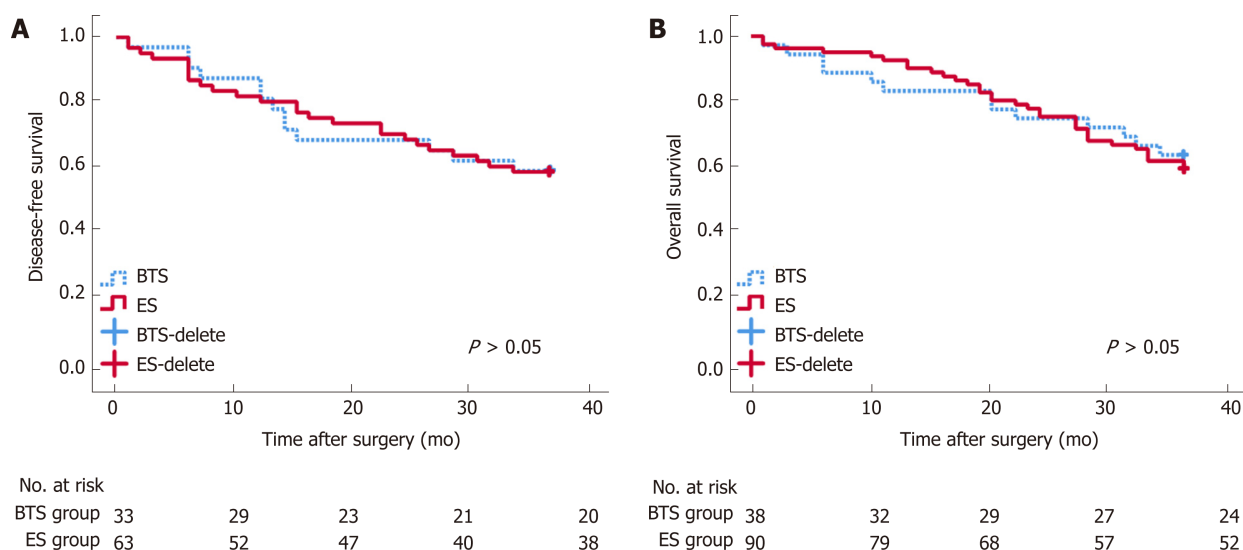 A
1.0
0.8
0.6
0.4
0.2
0.0
Disease-free survival
BTS
ES
BTS-delete
ES-delete
P > 0.05
0 10 20 30 40
Time after surgery (mo)
No. at risk
BTS group 33 29 23 21 20
ES group 63 52 47 40 38
B
1.0
0.8
0.6
0.4
0.2
0.0
Overall survival
BTS
ES
BTS-delete
ES-delete
P > 0.05
0 10 20 30 40
Time after surgery (mo)
No. at risk
BTS group 38 32 29 27 24
ES group 90 79 68 57 52